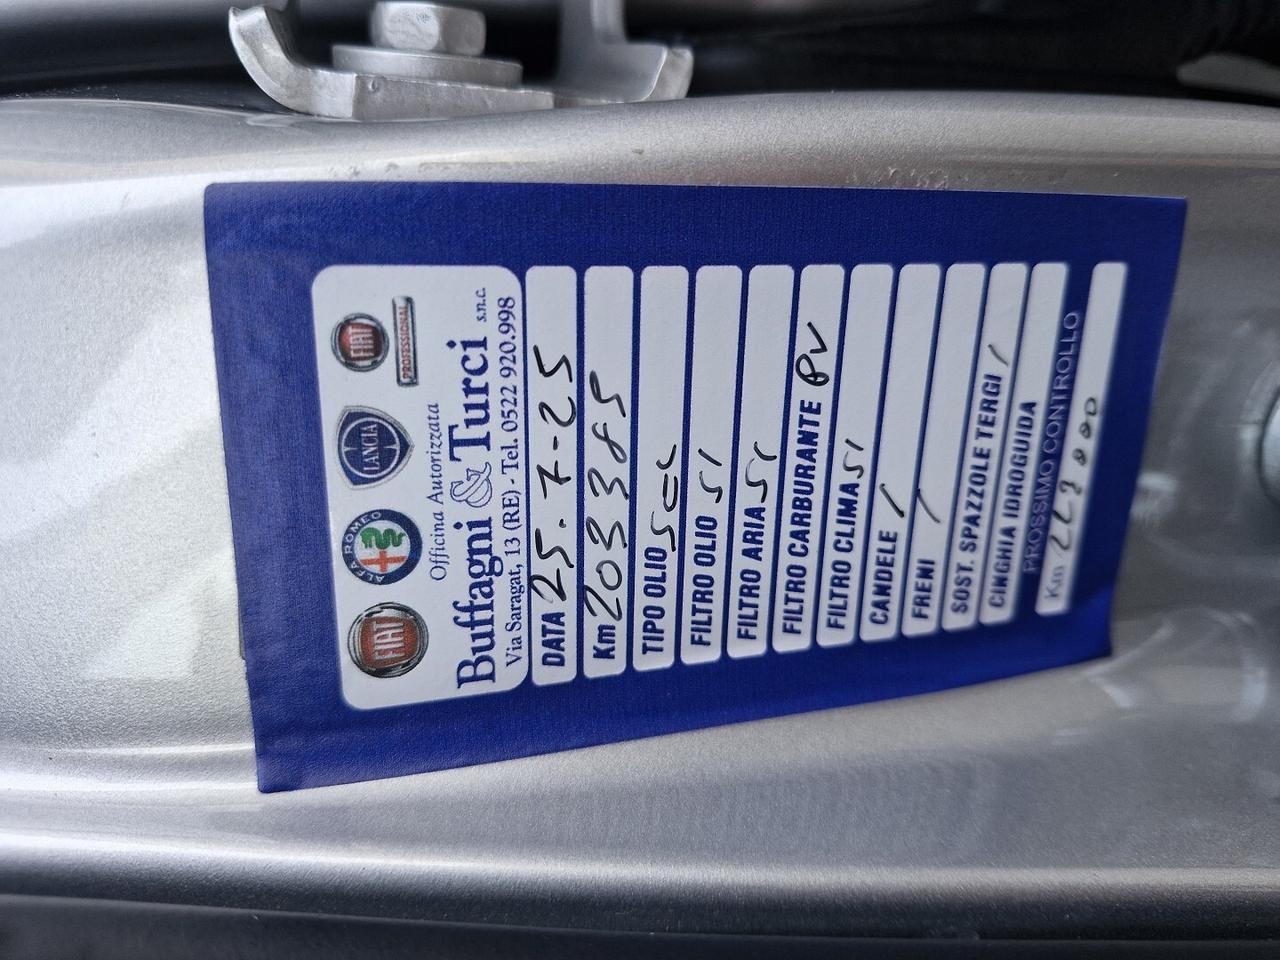 FIAT ALFA ROMEO LANCIA FIAT
PROFESSIONAL
Officina Autorizzata
Buffagni & Turci s.n.c.
Via Saragat, 13 (RE) - Tel. 0522 920.998
DATA 25.7-25
Km 203385
TIPO OLIO
FILTRO OLIO SI
FILTRO ARIA SI
FILTRO CARBURANTE
FILTRO CLIMA SI
CANDELE /
FRENI /
SOST. SPAZZOLE TERGI /
CINGHIA IDROGUIDA
PROSSIMO CONTROLLO
Km